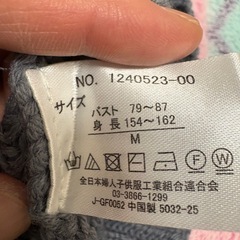 NO. 1240523-00
サイズ
バスト 79~87
身長 154~162
M
全日本婦人子供服工業組合連合会
03-3866-1299
J-GF0052 中国製 5032-25